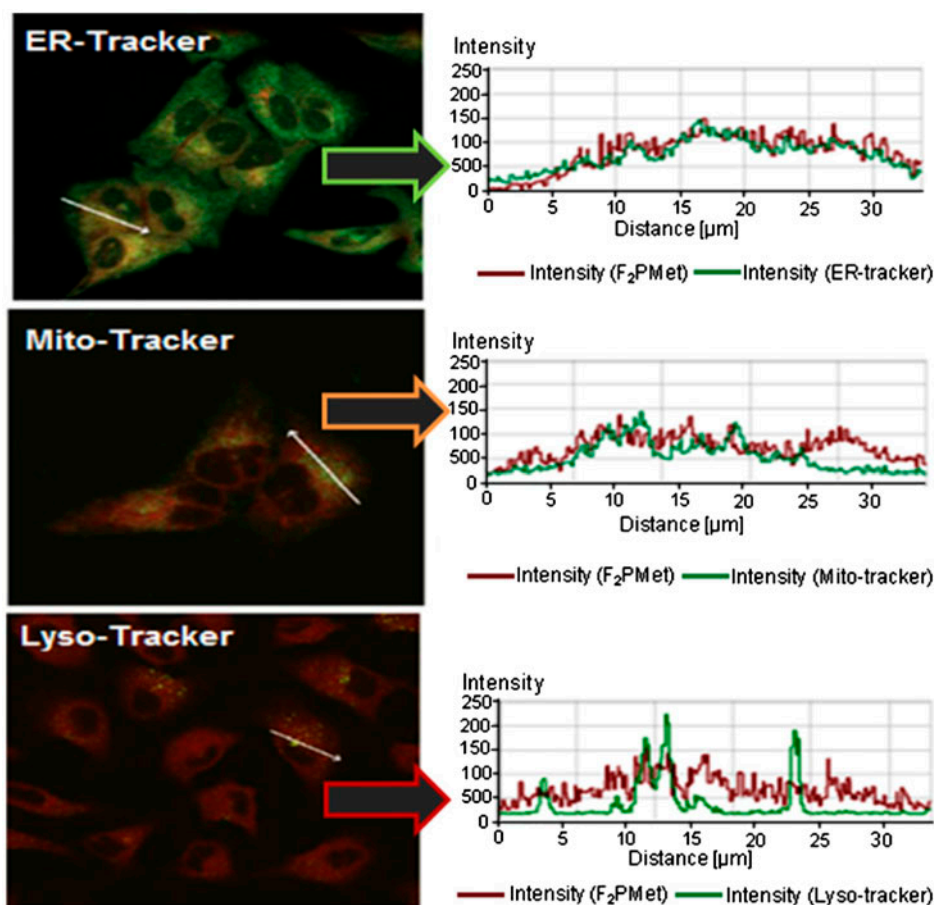 ER-Tracker
Intensity
250
200
150
100
500
0
0 5 10 15 20 25 30
Distance [µm]
Intensity (F₂PMet) Intensity (ER-tracker)
Mito-Tracker
Intensity
250
200
150
100
500
0
0 5 10 15 20 25 30
Distance [µm]
Intensity (F₂PMet) Intensity (Mito-tracker)
Lyso-Tracker
Intensity
250
200
150
100
500
0
0 5 10 15 20 25 30
Distance [µm]
Intensity (F₂PMet) Intensity (Lyso-tracker)